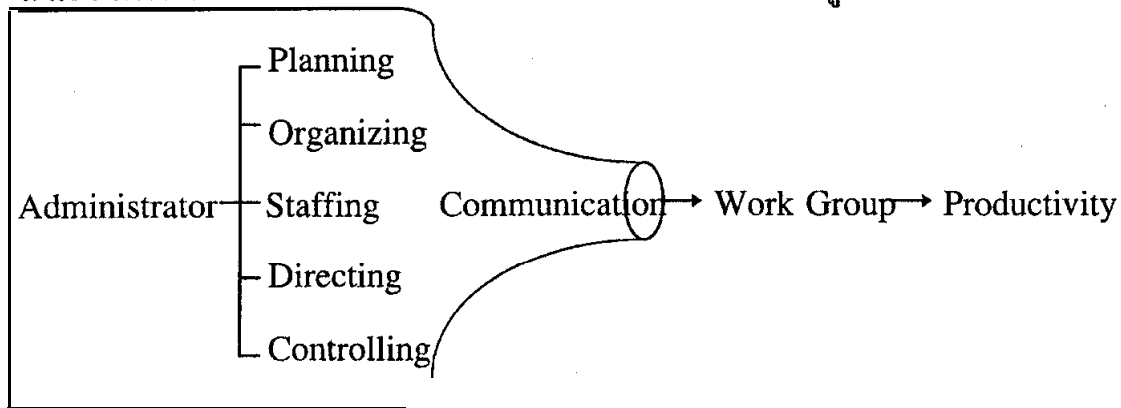 Planning
Organizing
Administrator Staffing Communication Work Group Productivity
Directing
Controlling